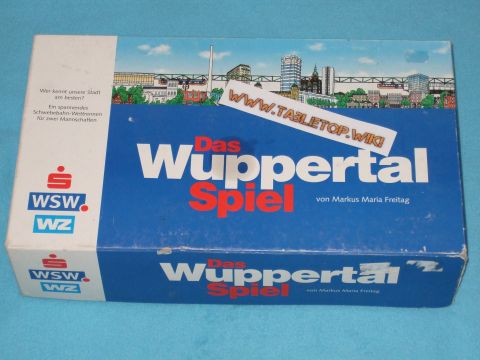 Wer kennt unsere Stadt
am besten?
Ein spannendes
Schwebebahn-Wettrennen
für zwei Mannschaften
WWW.TABLETOP.WIKI
Das
Wuppertal
Spiel
von Markus Maria Freitag
S
WSW.
WZ
Das
Wuppertal
Spiel
von Markus Maria Freitag
S
WSW.
WZ